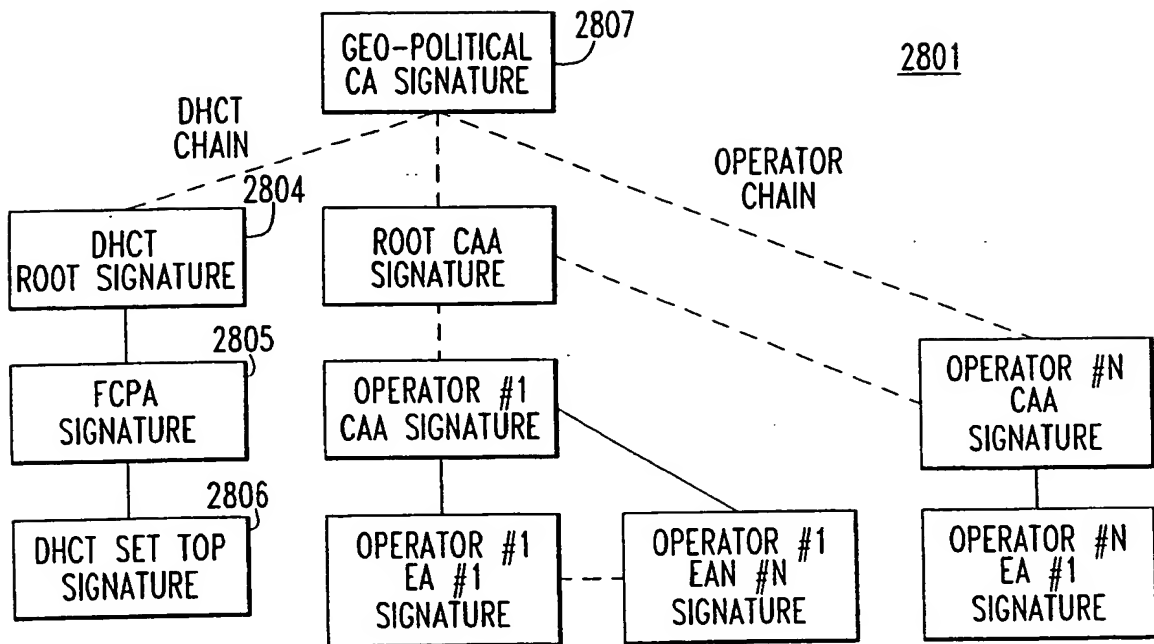 2807
GEO-POLITICAL
CA SIGNATURE
2801
DHCT
CHAIN
OPERATOR
CHAIN
2804
DHCT
ROOT SIGNATURE
ROOT CAA
SIGNATURE
2805
FCPA
SIGNATURE
OPERATOR #1
CAA SIGNATURE
OPERATOR #N
CAA
SIGNATURE
2806
DHCT SET TOP
SIGNATURE
OPERATOR #1
EA #1
SIGNATURE
OPERATOR #1
EAN #N
SIGNATURE
OPERATOR #N
EA #1
SIGNATURE